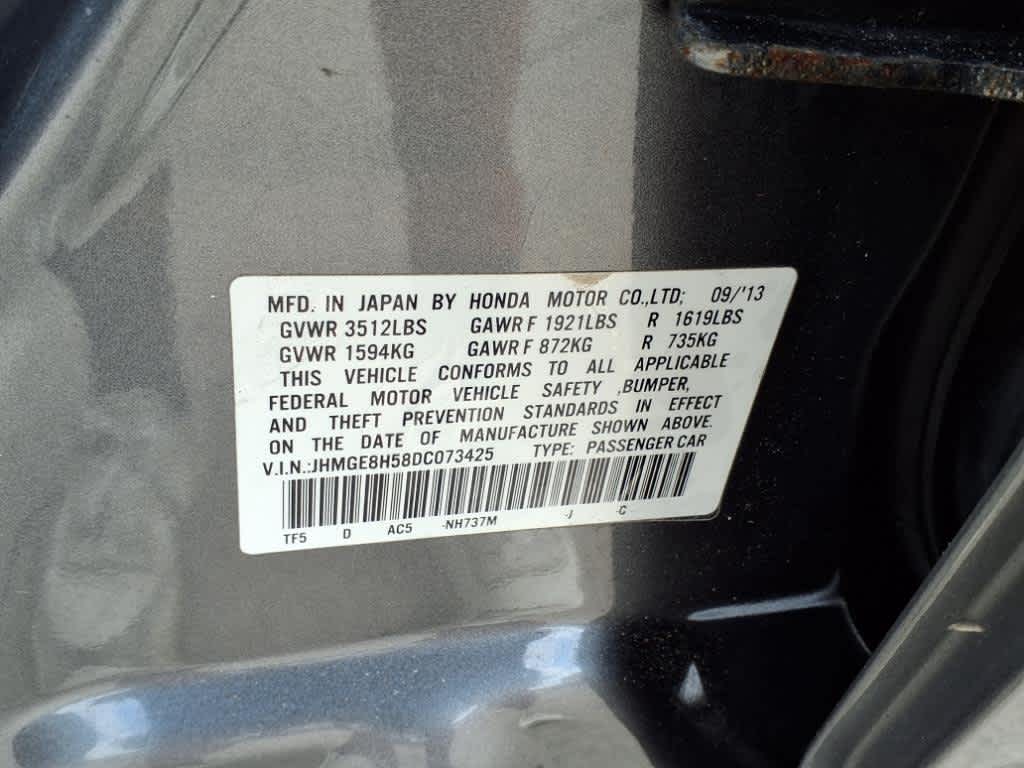 MFD. IN JAPAN BY HONDA MOTOR CO.,LTD; 09/'13
GVWR 3512LBS GAWR F 1921LBS R 1619LBS
GVWR 1594KG GAWR F 872KG R 735KG
THIS VEHICLE CONFORMS TO ALL APPLICABLE
FEDERAL MOTOR VEHICLE SAFETY ,BUMPER,
AND THEFT PREVENTION STANDARDS IN EFFECT
ON THE DATE OF MANUFACTURE SHOWN ABOVE.
V.I.N.:JHMGE8H58DC073425 TYPE: PASSENGER CAR
TF5 D AC5 -NH737M -J -C